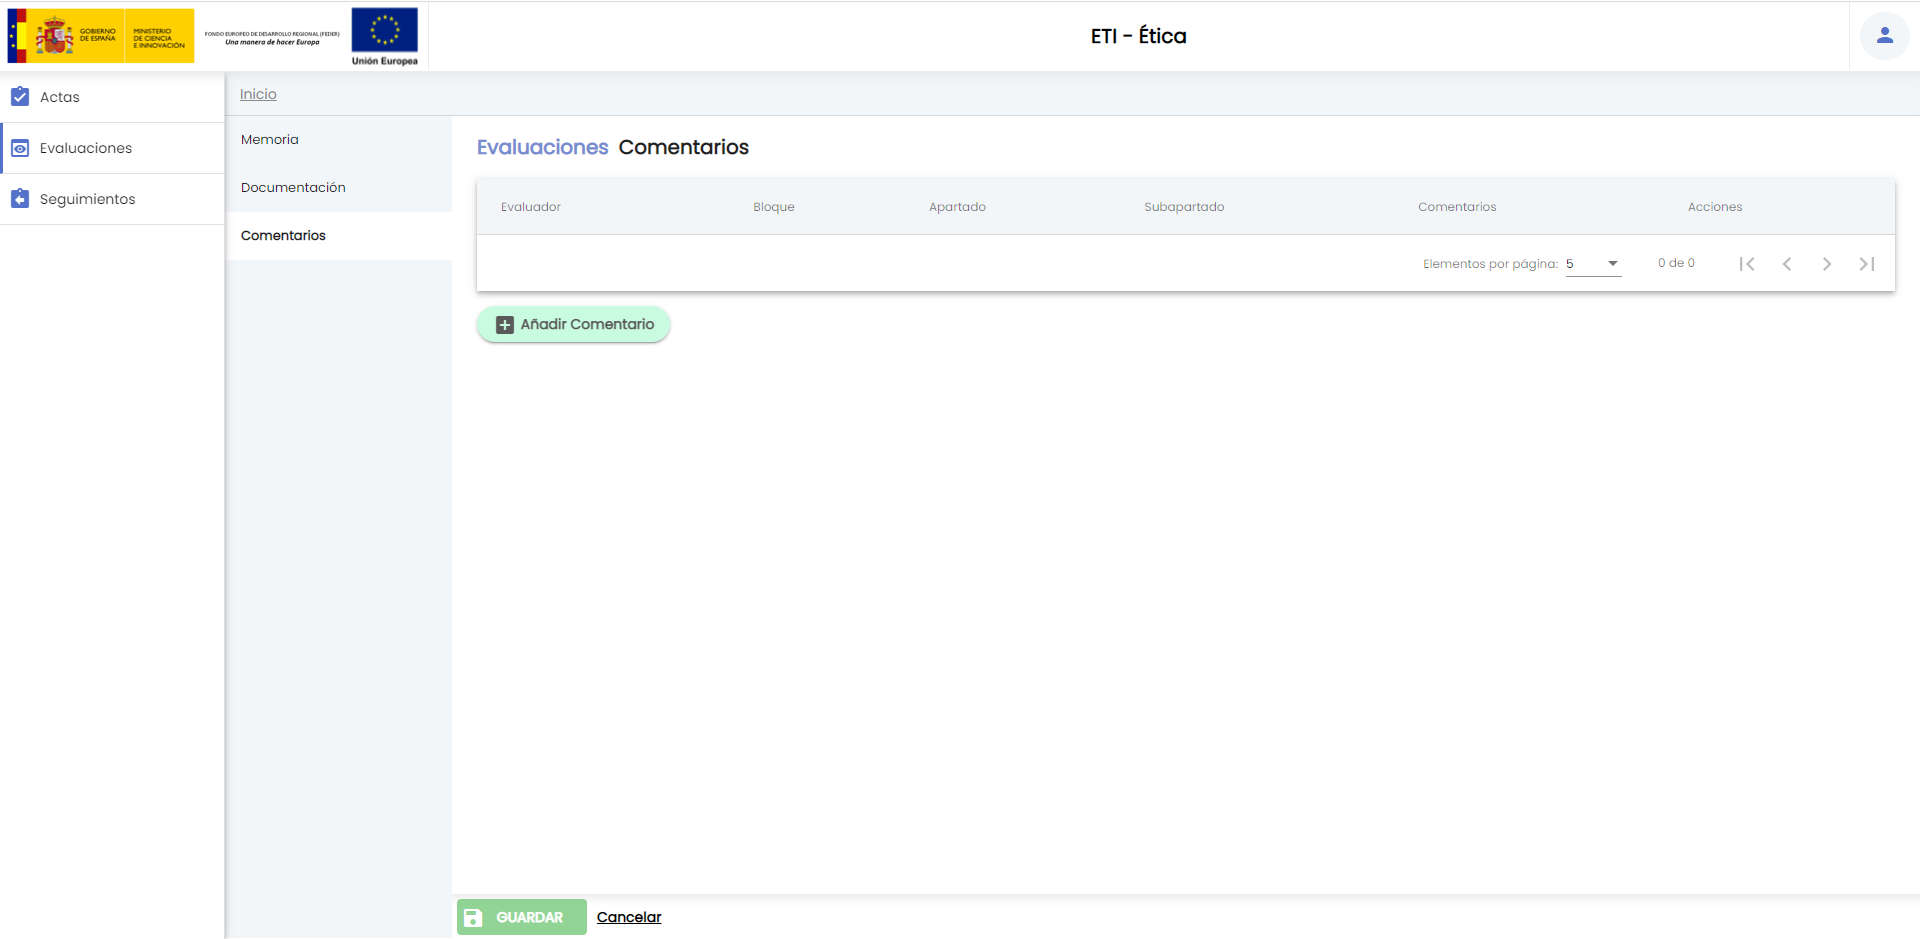 GOBIERNO
DE ESPAÑA
MINISTERIO
DE CIENCIA
E INNOVACIÓN
FONDO EUROPEO DE DESARROLLO REGIONAL (FEDER)
Una manera de hacer Europa
Unión Europea
ETI - Ética
Actas
Evaluaciones
Seguimientos
Inicio
Memoria
Documentación
Comentarios
Evaluaciones Comentarios
Evaluador Bloque Apartado Subapartado Comentarios Acciones
Elementos por página: 5 0 de 0
Añadir Comentario
GUARDAR Cancelar